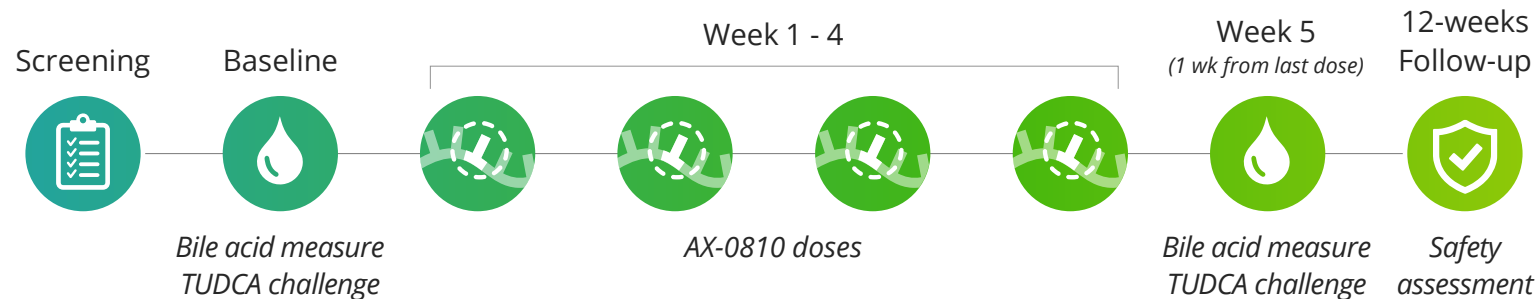 Screening
Baseline
Week 1 - 4
Week 5
(1 wk from last dose)
12-weeks
Follow-up
Bile acid measure
TUDCA challenge
AX-0810 doses
Bile acid measure
TUDCA challenge
Safety
assessment